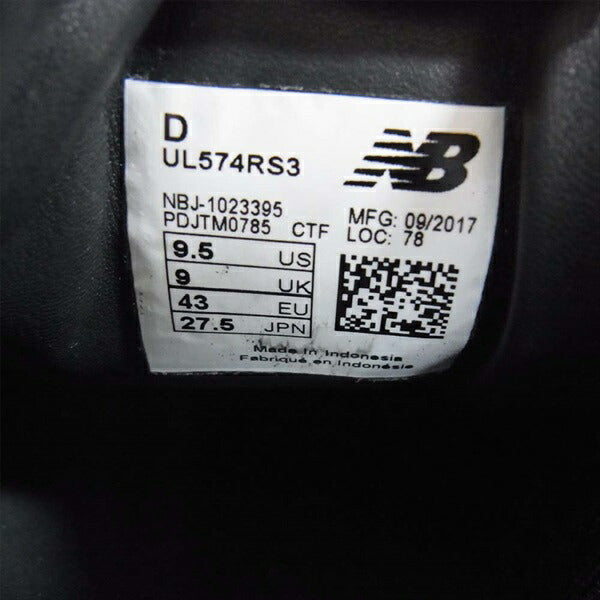 D
UL574RS3
NB
NBJ-1023395
PDJTM0785 CTF
MFG: 09/2017
LOC: 78
9.5 US
9 UK
43 EU
27.5 JPN
Made in Indonesia
Fabriqué en Indonésie